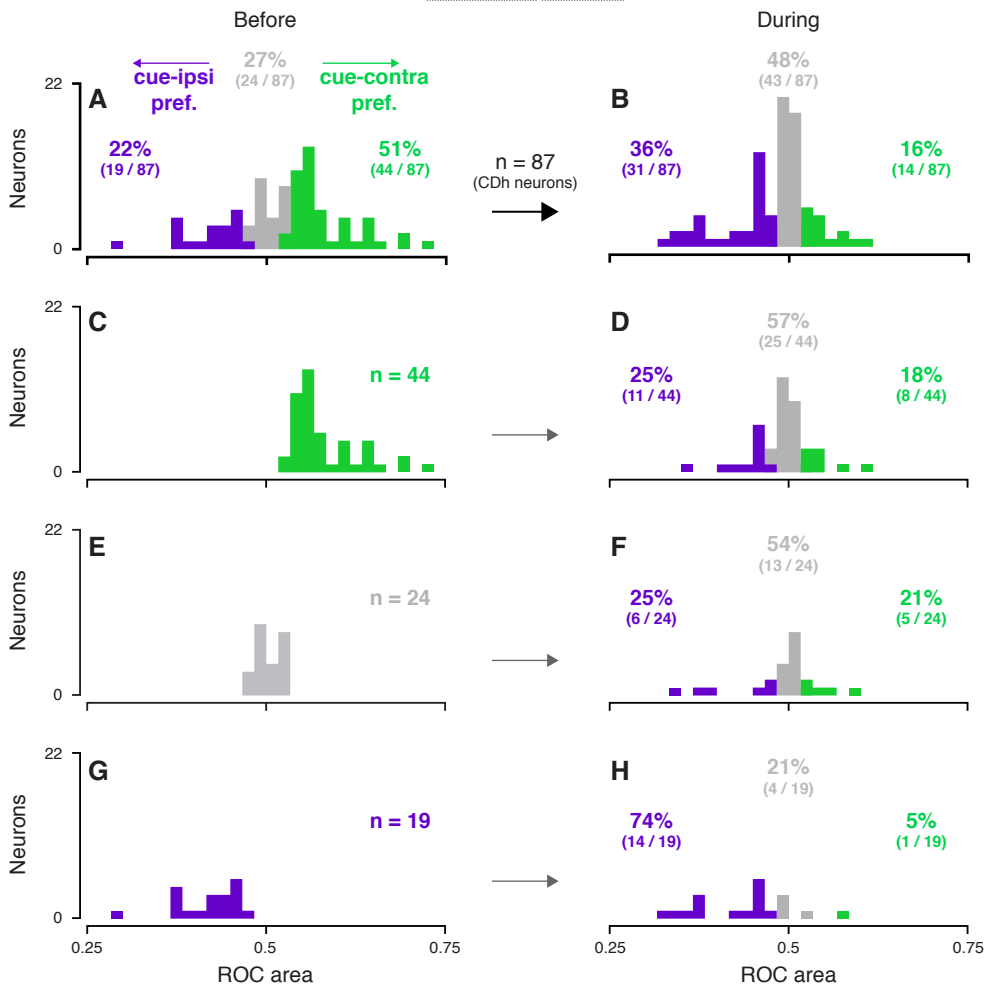 Before
During
27%
(24 / 87)
cue-ipsi
pref.
cue-contra
pref.
48%
(43 / 87)
22
A
B
Neurons
22%
(19 / 87)
51%
(44 / 87)
n = 87
(CDh neurons)
36%
(31 / 87)
16%
(14 / 87)
0
0.5
22
C
D
57%
(25 / 44)
Neurons
n = 44
25%
(11 / 44)
18%
(8 / 44)
0
22
E
F
54%
(13 / 24)
Neurons
n = 24
25%
(6 / 24)
21%
(5 / 24)
0
22
G
H
21%
(4 / 19)
Neurons
n = 19
74%
(14 / 19)
5%
(1 / 19)
0
0.25
0.5
0.75
0.25
0.5
0.75
ROC area
ROC area